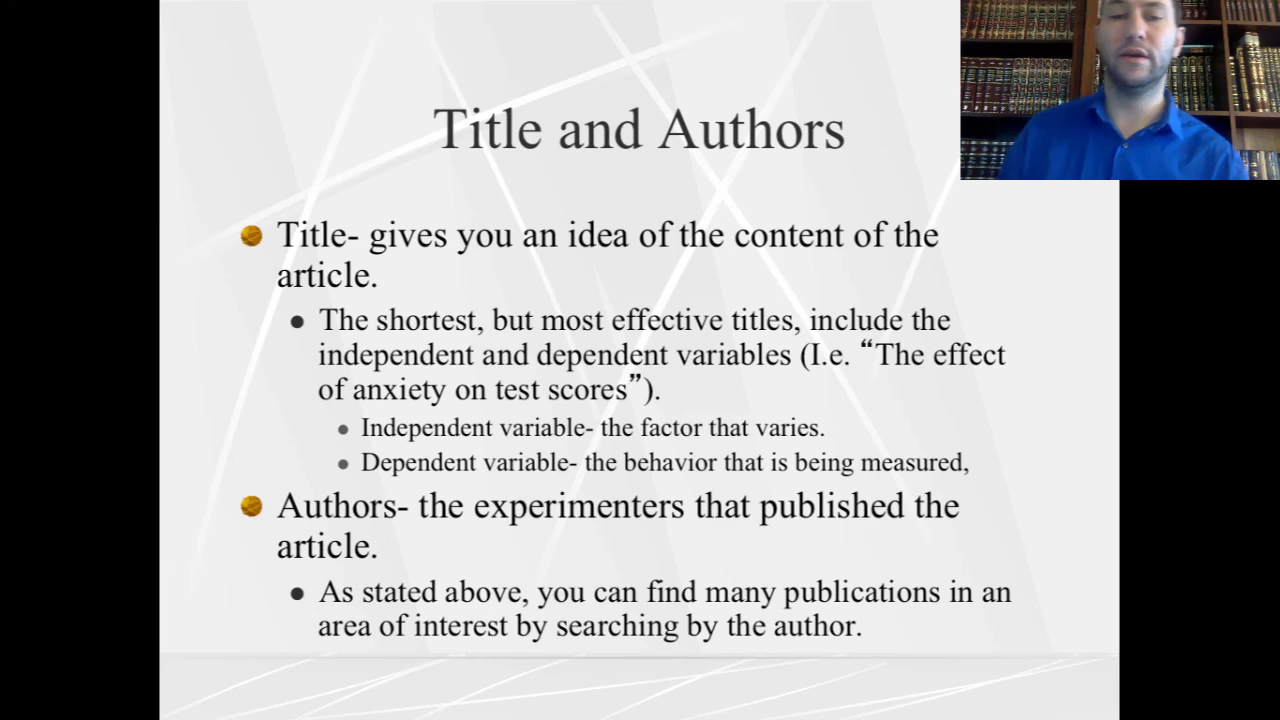 Title and Authors
Title- gives you an idea of the content of the
article.
The shortest, but most effective titles, include the
independent and dependent variables (I.e. “The effect
of anxiety on test scores”).
Independent variable- the factor that varies.
Dependent variable- the behavior that is being measured,
Authors- the experimenters that published the
article.
As stated above, you can find many publications in an
area of interest by searching by the author.